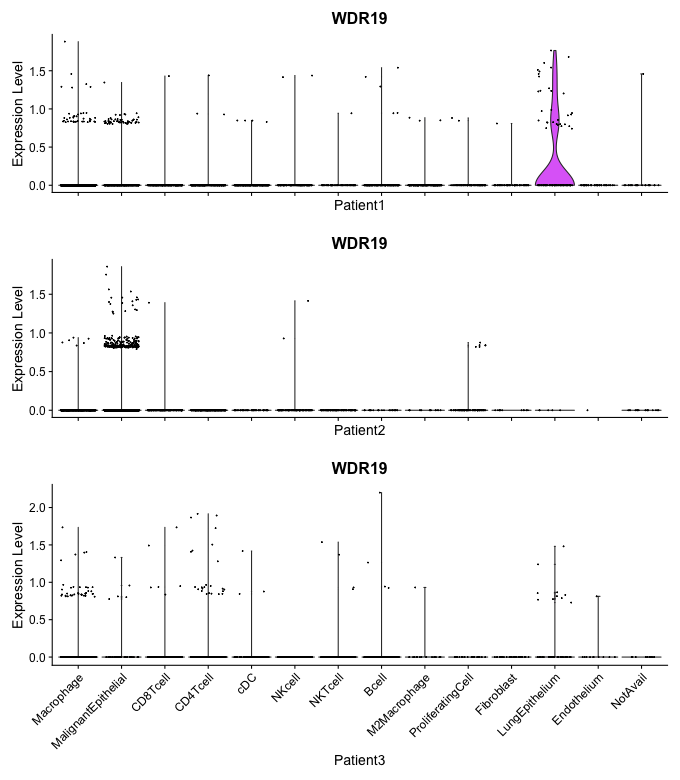 WDR19
Expression Level
1.5
1.0
0.5
0.0
Patient1
WDR19
Expression Level
1.5
1.0
0.5
0.0
Patient2
WDR19
Expression Level
2.0
1.5
1.0
0.5
0.0
Macrophage
MalignantEpithelial
CD8Tcell
CD4Tcell
cDC
NKcell
NKTcell
Bcell
M2Macrophage
ProliferatingCell
Fibroblast
LungEpithelium
Endothelium
NotAvail
Patient3